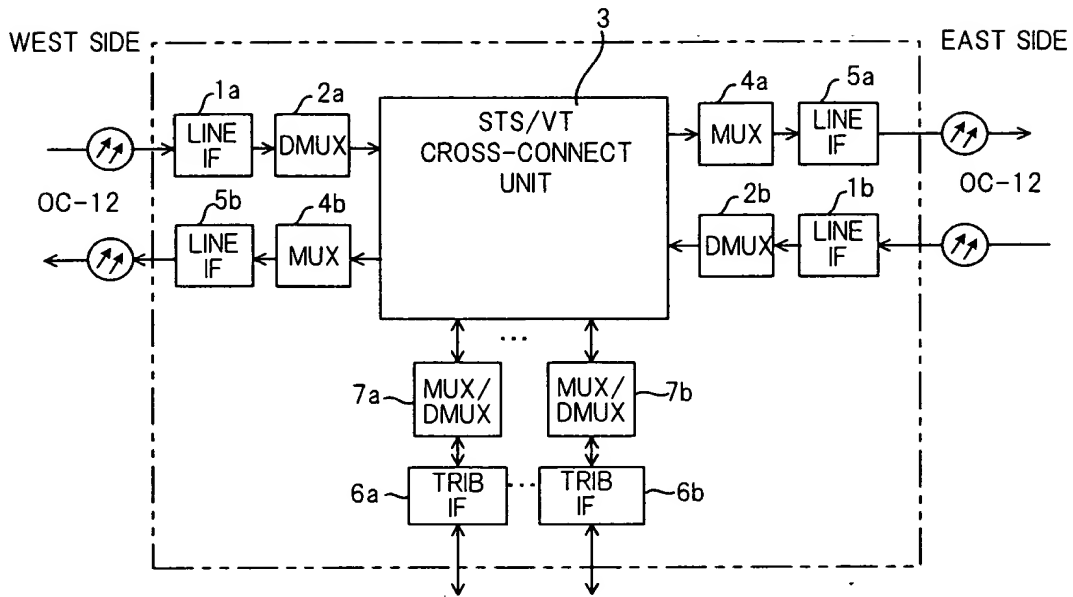 3
WEST SIDE
EAST SIDE
1a
2a
4a
5a
LINE
IF
DMUX
STS/VT
CROSS-CONNECT
UNIT
MUX
LINE
IF
OC-12
OC-12
5b
4b
2b
1b
LINE
IF
MUX
DMUX
LINE
IF
...
7a
MUX/
DMUX
MUX/
DMUX
7b
6a
TRIB
IF
...
TRIB
IF
6b